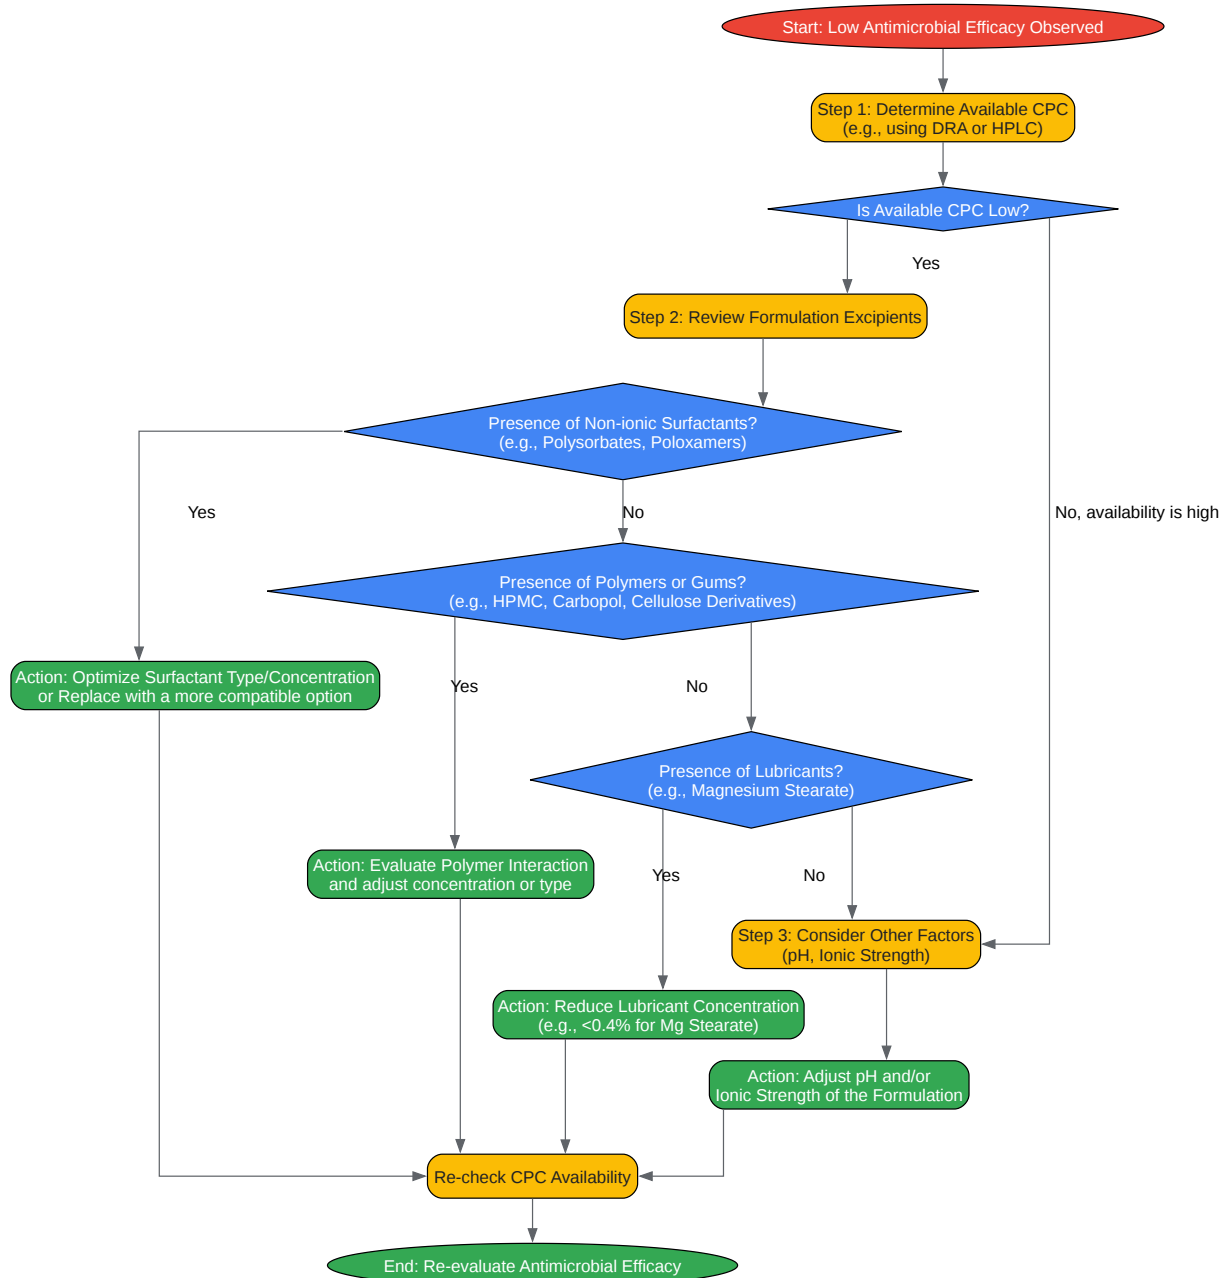 Start: Low Antimicrobial Efficacy Observed
Step 1: Determine Available CPC
(e.g., using DRA or HPLC)
Is Available CPC Low?
Yes
Step 2: Review Formulation Excipients
Presence of Non-ionic Surfactants?
(e.g., Polysorbates, Poloxamers)
Yes
No
No, availability is high
Presence of Polymers or Gums?
(e.g., HPMC, Carbopol, Cellulose Derivatives)
Action: Optimize Surfactant Type/Concentration
or Replace with a more compatible option
Yes
No
Presence of Lubricants?
(e.g., Magnesium Stearate)
Action: Evaluate Polymer Interaction
and adjust concentration or type
Yes
No
Step 3: Consider Other Factors
(pH, Ionic Strength)
Action: Reduce Lubricant Concentration
(e.g., <0.4% for Mg Stearate)
Action: Adjust pH and/or
Ionic Strength of the Formulation
Re-check CPC Availability
End: Re-evaluate Antimicrobial Efficacy